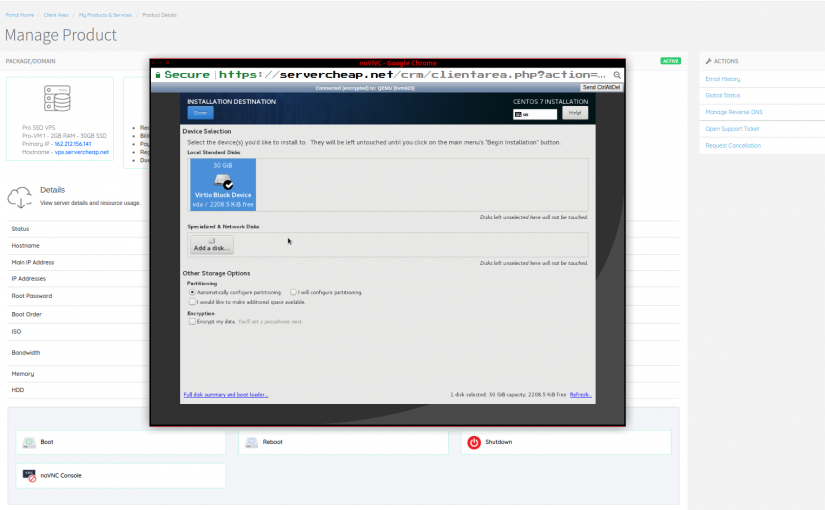 Portal Home / Client Area / My Products & Services / Product Details
Manage Product
PACKAGE/DOMAIN
ACTIVE
ACTIONS
Email History
Global Status
Manage Reverse DNS
Open Support Ticket
Request Cancellation
Pro SSD VPS
Pro-VM 1 - 2GB RAM - 30GB SSD
Primary IP - 162.212.156.141
Hostname - vps.servercheap.net
Details
View server details and resource usage.
Status
Hostname
Main IP Address
IP Addresses
Root Password
Boot Order
ISO
Bandwidth
Memory
HDD
noVNC - Google Chrome
Secure | https://servercheap.net/crm/clientarea.php?action=...
Connected (encrypted) to: QEMU (kvm623)
Send CtrlAltDel
INSTALLATION DESTINATION
CENTOS 7 INSTALLATION
Done
us
Help!
Device Selection
Select the device(s) you'd like to install to. They will be left untouched until you click on the main menu's "Begin Installation" button.
Local Standard Disks
30 GiB
Virtio Block Device
vda / 2208.5 KiB free
Disks left unselected here will not be touched.
Specialized & Network Disks
Add a disk...
Disks left unselected here will not be touched.
Other Storage Options
Partitioning
Automatically configure partitioning. I will configure partitioning.
I would like to make additional space available.
Encryption
Encrypt my data. You'll set a passphrase next.
Full disk summary and boot loader...
1 disk selected; 30 GiB capacity; 2208.5 KiB free Refresh...
Boot
Reboot
Shutdown
noVNC Console